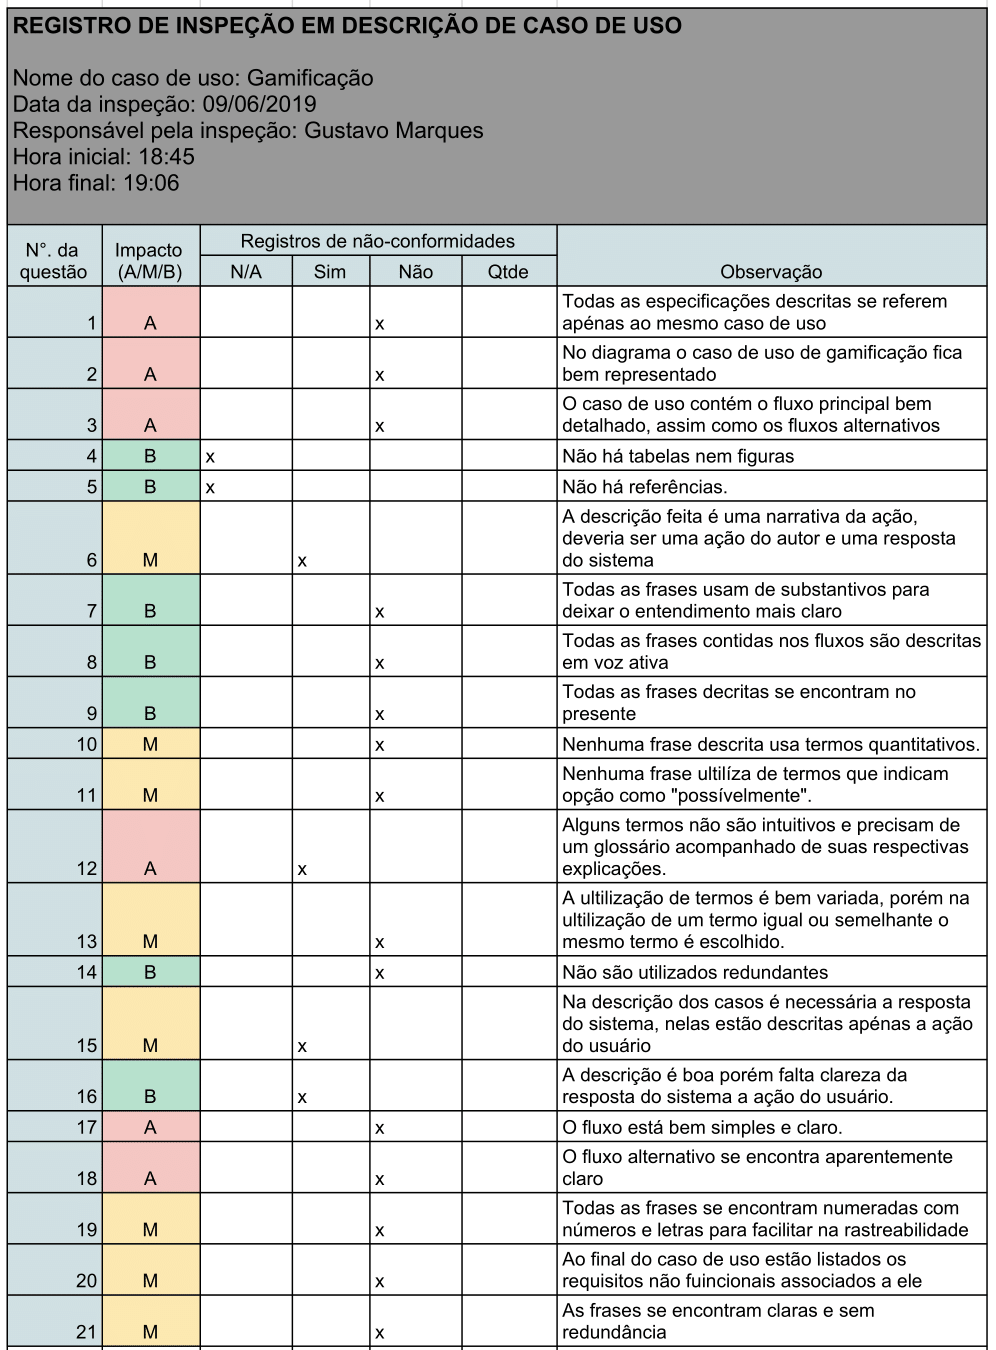 REGISTRO DE INSPEÇÃO EM DESCRIÇÃO DE CASO DE USO
Nome do caso de uso: Gamificação
Data da inspeção: 09/06/2019
Responsável pela inspeção: Gustavo Marques
Hora inicial: 18:45
Hora final: 19:06
N°. da questão
Impacto (A/M/B)
Registros de não-conformidades
N/A Sim Não Qtde
Observação
Todas as especificações descritas se referem
1 A x apénas ao mesmo caso de uso
No diagrama o caso de uso de gamificação fica
2 A x bem representado
O caso de uso contém o fluxo principal bem
3 A x detalhado, assim como os fluxos alternativos
4 B x Não há tabelas nem figuras
5 B x Não há referências.
A descrição feita é uma narrativa da ação,
deveria ser uma ação do autor e uma resposta
6 M x do sistema
Todas as frases usam de substantivos para
7 B x deixar o entendimento mais claro
Todas as frases contidas nos fluxos são descritas
8 B x em voz ativa
Todas as frases decritas se encontram no
9 B x presente
10 M x Nenhuma frase descrita usa termos quantitativos.
Nenhuma frase ultilíza de termos que indicam
11 M x opção como "possívelmente".
Alguns termos não são intuitivos e precisam de
um glossário acompanhado de suas respectivas
12 A x explicações.
A ultilização de termos é bem variada, porém na
ultilização de um termo igual ou semelhante o
13 M x mesmo termo é escolhido.
14 B x Não são utilizados redundantes
Na descrição dos casos é necessária a resposta
do sistema, nelas estão descritas apénas a ação
15 M x do usuário
A descrição é boa porém falta clareza da
16 B x resposta do sistema a ação do usuário.
17 A x O fluxo está bem simples e claro.
O fluxo alternativo se encontra aparentemente
18 A x claro
Todas as frases se encontram numeradas com
19 M x números e letras para facilitar na rastreabilidade
Ao final do caso de uso estão listados os
20 M x requisitos não fuincionais associados a ele
As frases se encontram claras e sem
21 M x redundância